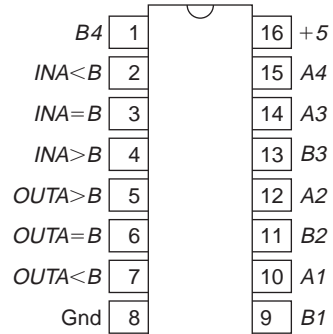 B4 1 16 +5
INA<B 2 15 A4
INA=B 3 14 A3
INA>B 4 13 B3
OUTA>B 5 12 A2
OUTA=B 6 11 B2
OUTA<B 7 10 A1
Gnd 8 9 B1